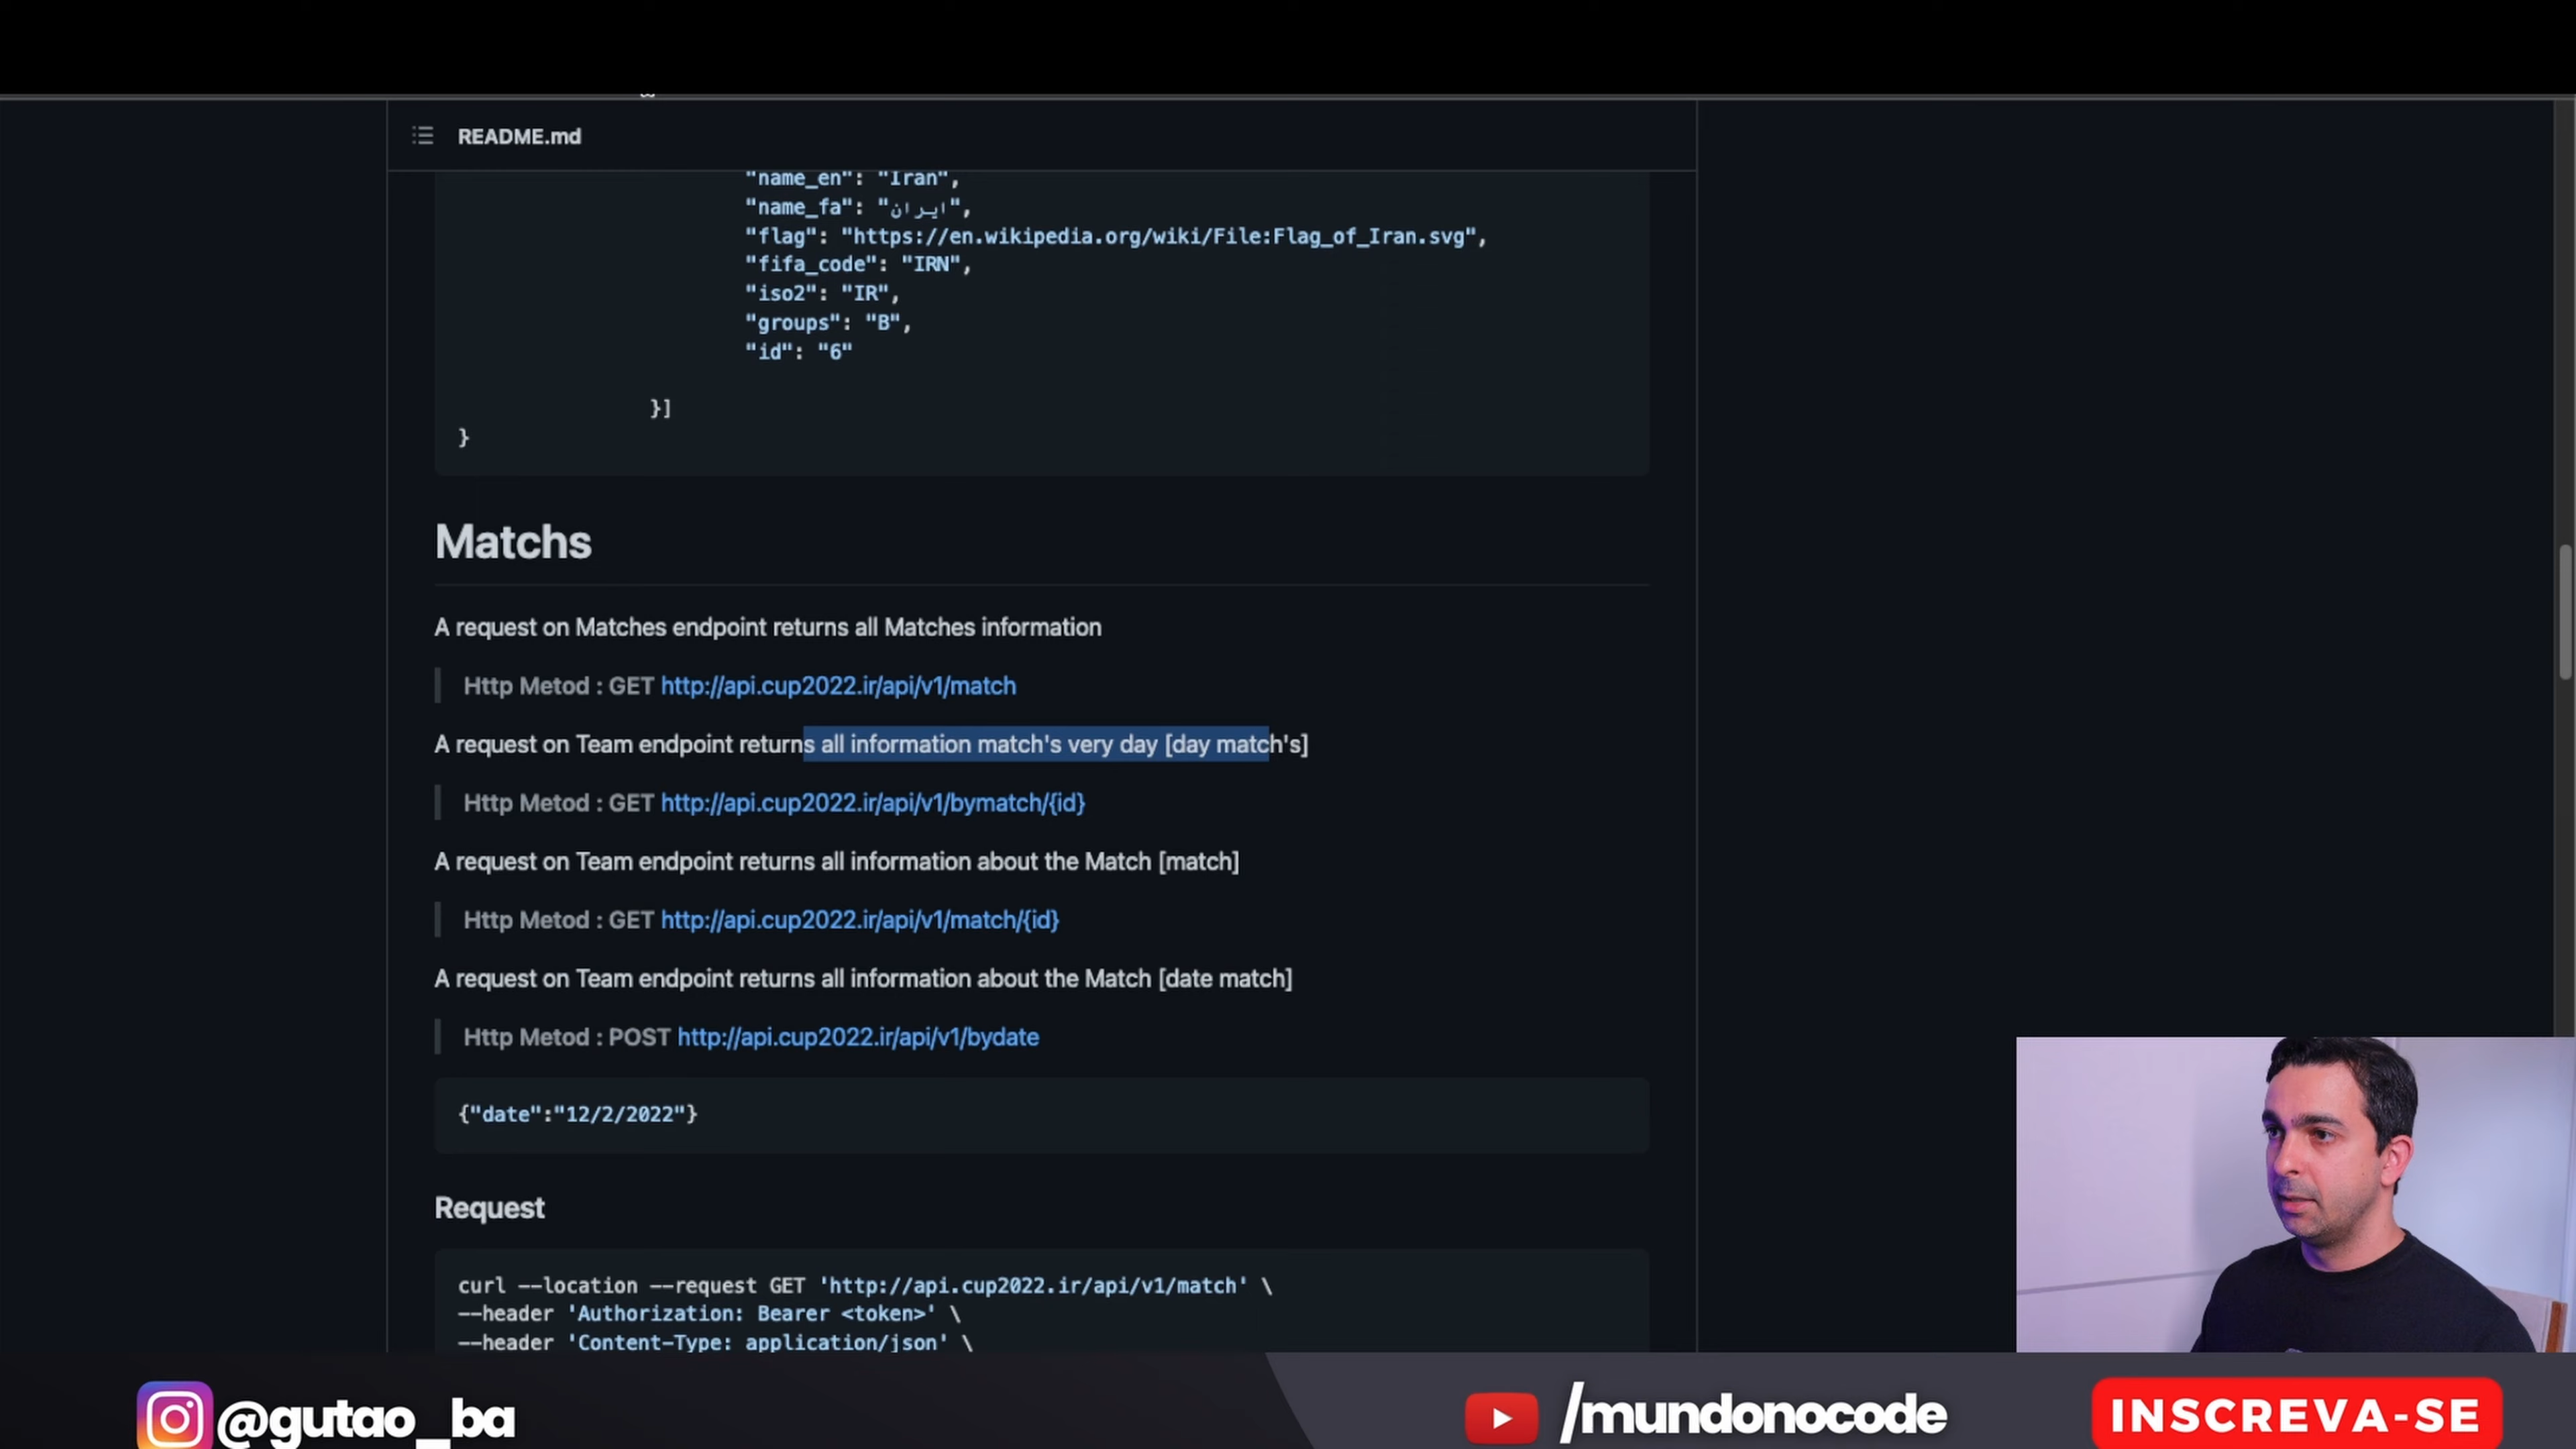 README.md
"name_en": "Iran",
"name_fa": "ایران",
"flag": "https://en.wikipedia.org/wiki/File:Flag_of_Iran.svg",
"fifa_code": "IRN",
"iso2": "IR",
"groups": "B",
"id": "6"
}]
}
Matchs
A request on Matches endpoint returns all Matches information
Http Metod : GET http://api.cup2022.ir/api/v1/match
A request on Team endpoint returns all information match's very day [day match's]
Http Metod : GET http://api.cup2022.ir/api/v1/bymatch/{id}
A request on Team endpoint returns all information about the Match [match]
Http Metod : GET http://api.cup2022.ir/api/v1/match/{id}
A request on Team endpoint returns all information about the Match [date match]
Http Metod : POST http://api.cup2022.ir/api/v1/bydate
{"date":"12/2/2022"}
Request
curl --location --request GET 'http://api.cup2022.ir/api/v1/match' \
--header 'Authorization: Bearer <token>' \
--header 'Content-Type: application/json' \
@gutao_ba
/mundonocode
INSCREVA-SE